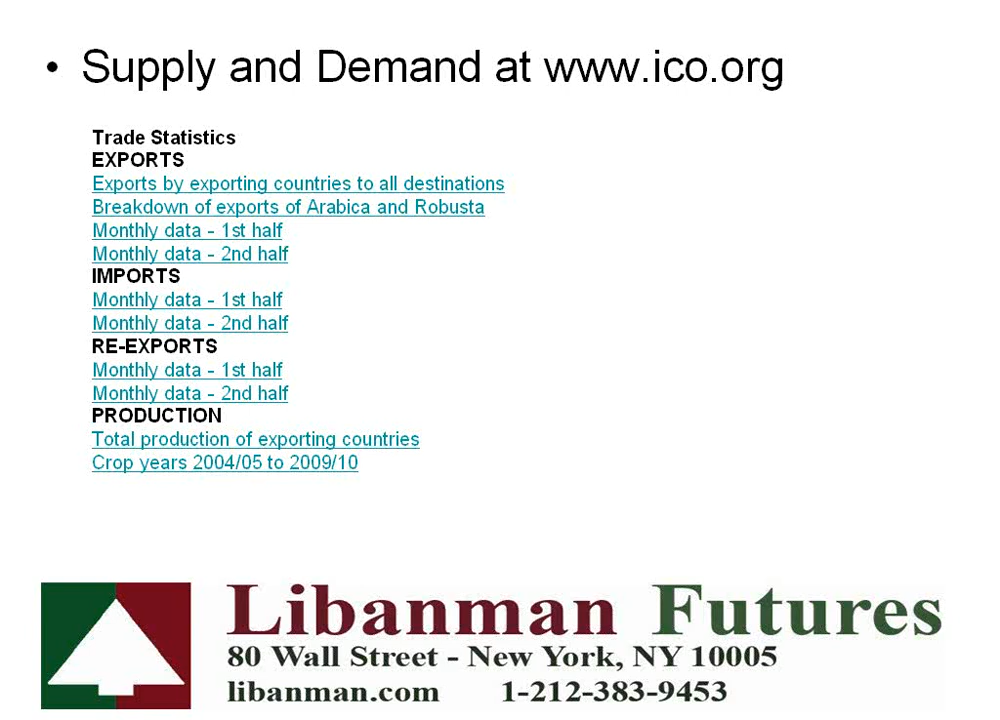 • Supply and Demand at www.ico.org
Trade Statistics
EXPORTS
Exports by exporting countries to all destinations
Breakdown of exports of Arabica and Robusta
Monthly data - 1st half
Monthly data - 2nd half
IMPORTS
Monthly data - 1st half
Monthly data - 2nd half
RE-EXPORTS
Monthly data - 1st half
Monthly data - 2nd half
PRODUCTION
Total production of exporting countries
Crop years 2004/05 to 2009/10
Libanman Futures
80 Wall Street - New York, NY 10005
libanman.com 1-212-383-9453